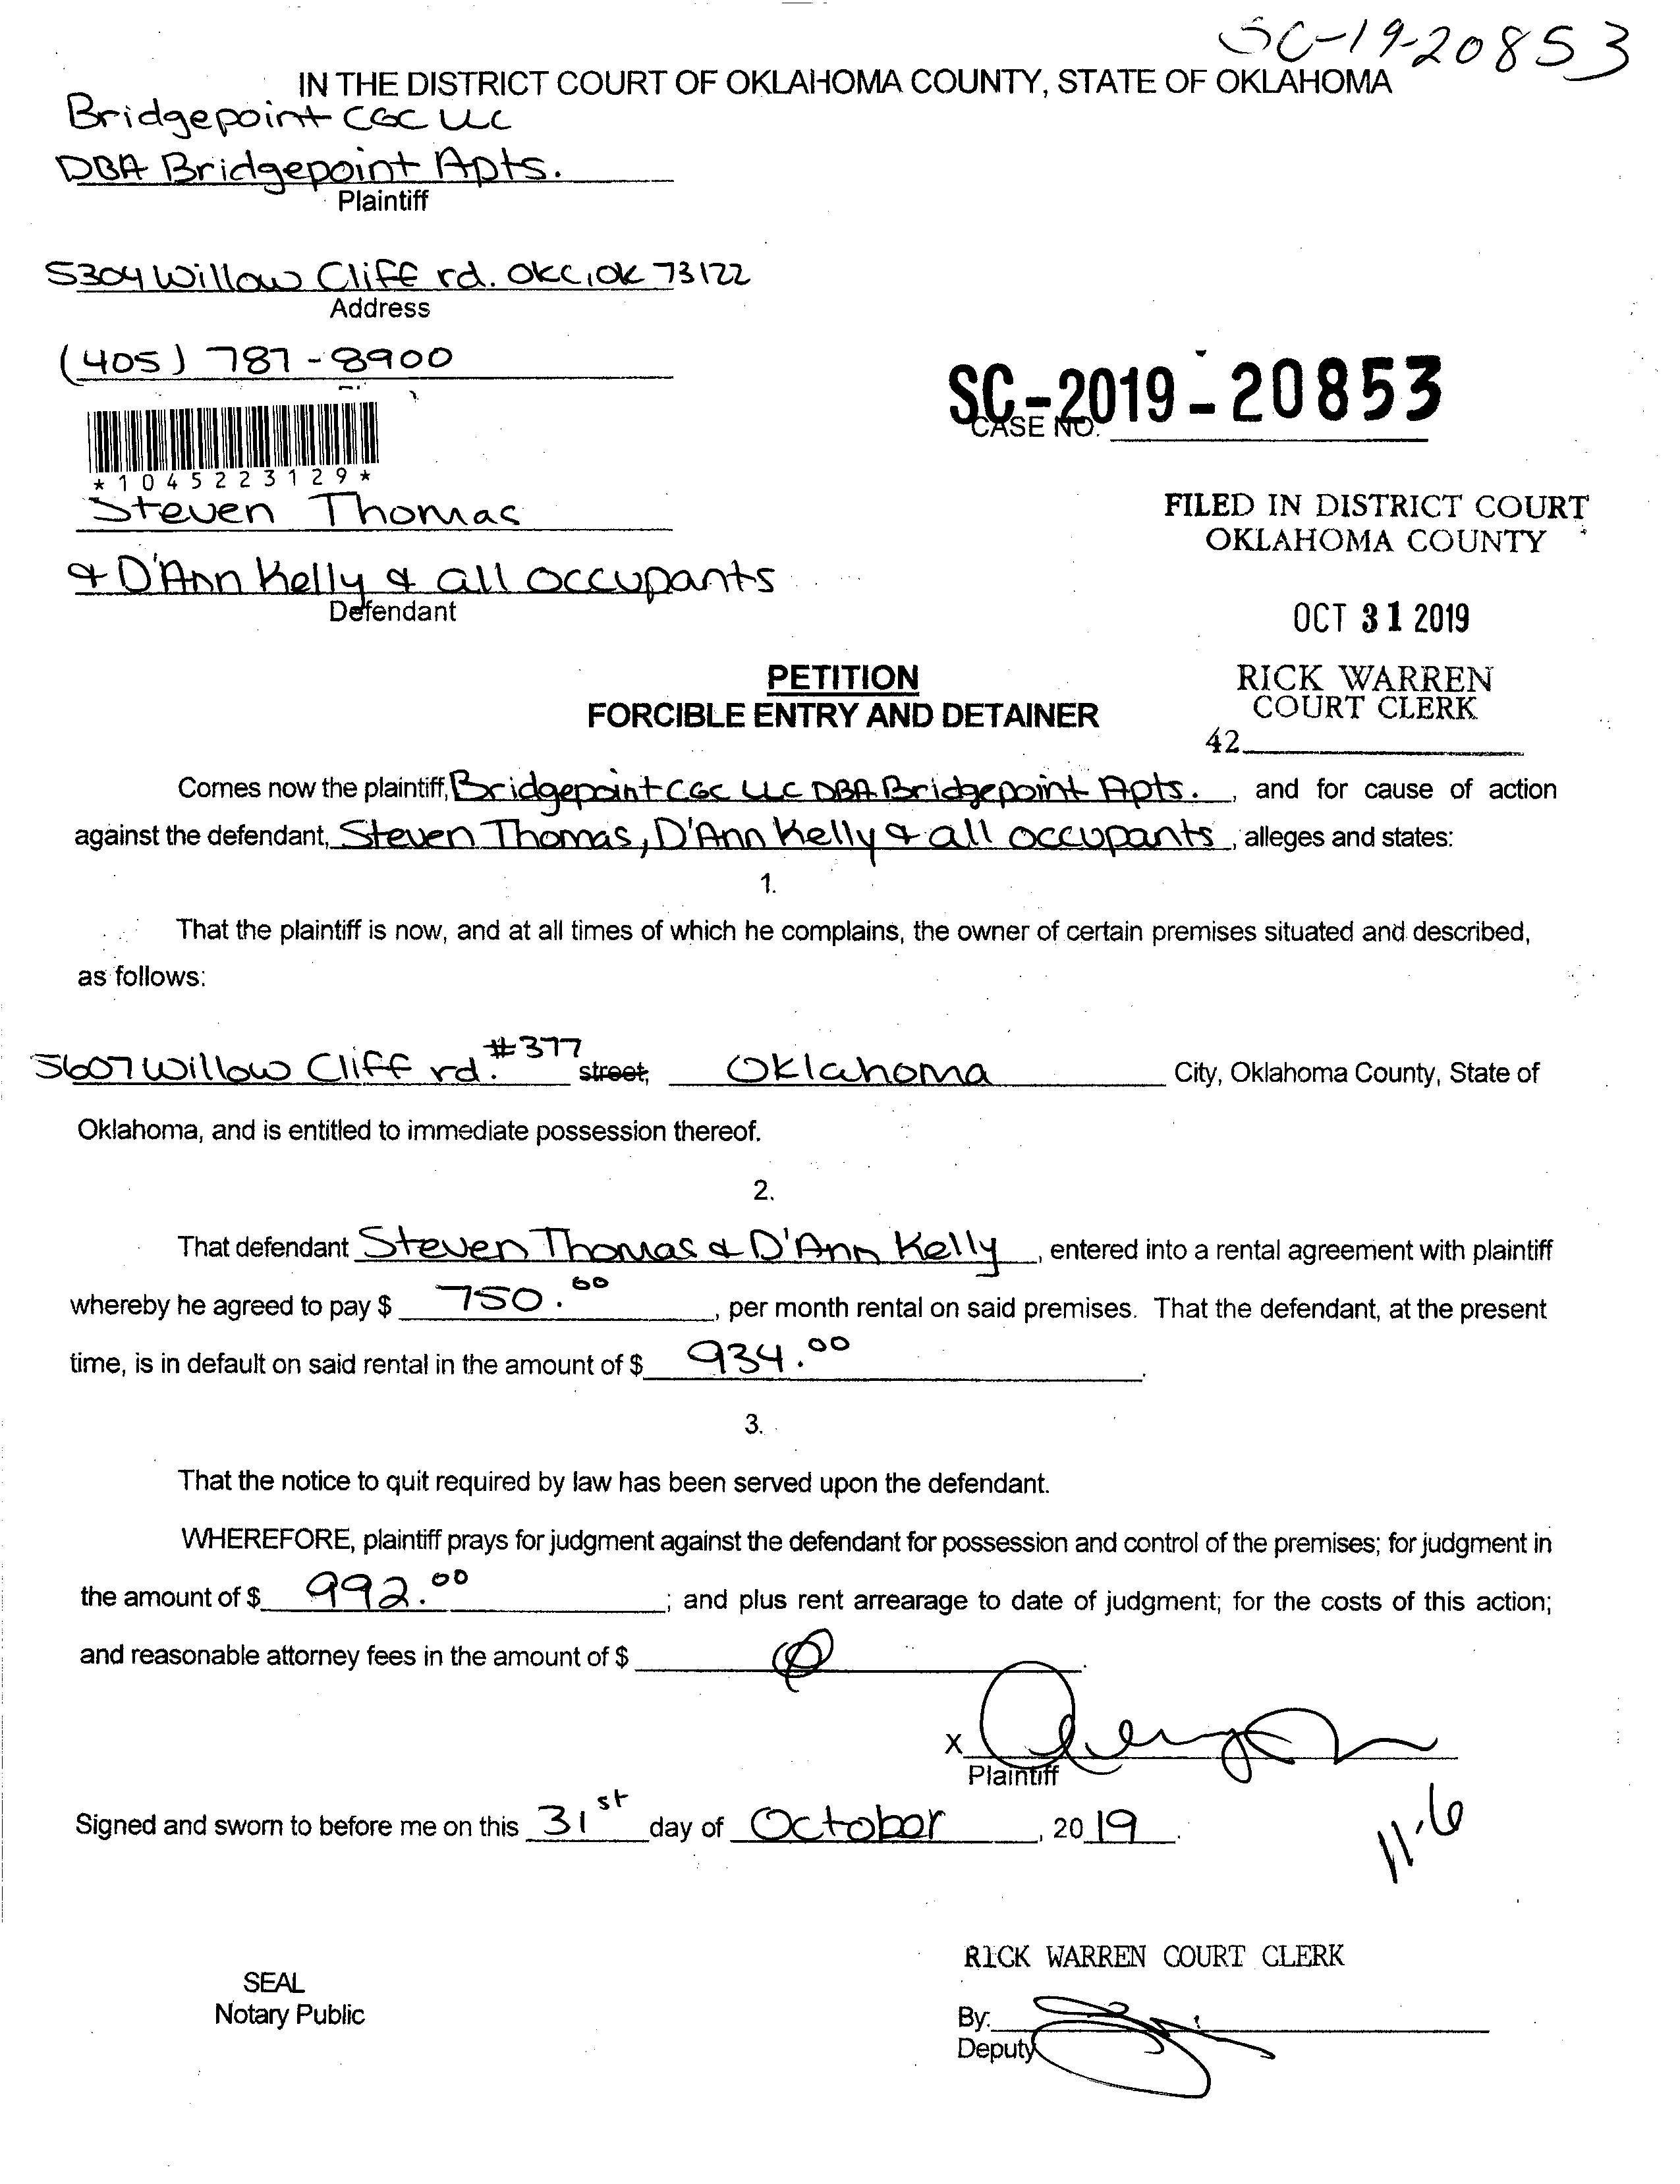 SC-19-20853
IN THE DISTRICT COURT OF OKLAHOMA COUNTY, STATE OF OKLAHOMA
Bridgepoint CGC LLC
DBA Bridgepoint Apts.
Plaintiff
5304 Willow Cliff rd. OKC, OK 73122
Address
(405) 787-8900
SC-2019-20853
CASE NO.
*1045223129*
Steven Thomas
& D'Ann Kelly & all occupants
Defendant
FILED IN DISTRICT COURT
OKLAHOMA COUNTY
OCT 31 2019
RICK WARREN
COURT CLERK
42
PETITION
FORCIBLE ENTRY AND DETAINER
Comes now the plaintiff, Bridgepoint CGC LLC DBA Bridgepoint Apts. , and for cause of action
against the defendant, Steven Thomas, D'Ann Kelly & all occupants , alleges and states:
1.
That the plaintiff is now, and at all times of which he complains, the owner of certain premises situated and described,
as follows:
5607 Willow Cliff rd. #377 street, Oklahoma City, Oklahoma County, State of
Oklahoma, and is entitled to immediate possession thereof.
2.
That defendant Steven Thomas & D'Ann Kelly , entered into a rental agreement with plaintiff
whereby he agreed to pay $ 750.00 , per month rental on said premises. That the defendant, at the present
time, is in default on said rental in the amount of $ 934.00 .
3.
That the notice to quit required by law has been served upon the defendant.
WHEREFORE, plaintiff prays for judgment against the defendant for possession and control of the premises; for judgment in
the amount of $ 992.00 ; and plus rent arrearage to date of judgment; for the costs of this action;
and reasonable attorney fees in the amount of $ .
X
Plaintiff
Signed and sworn to before me on this 31st day of October , 20 19 .
11-6
RICK WARREN COURT CLERK
SEAL
Notary Public
By:
Deputy